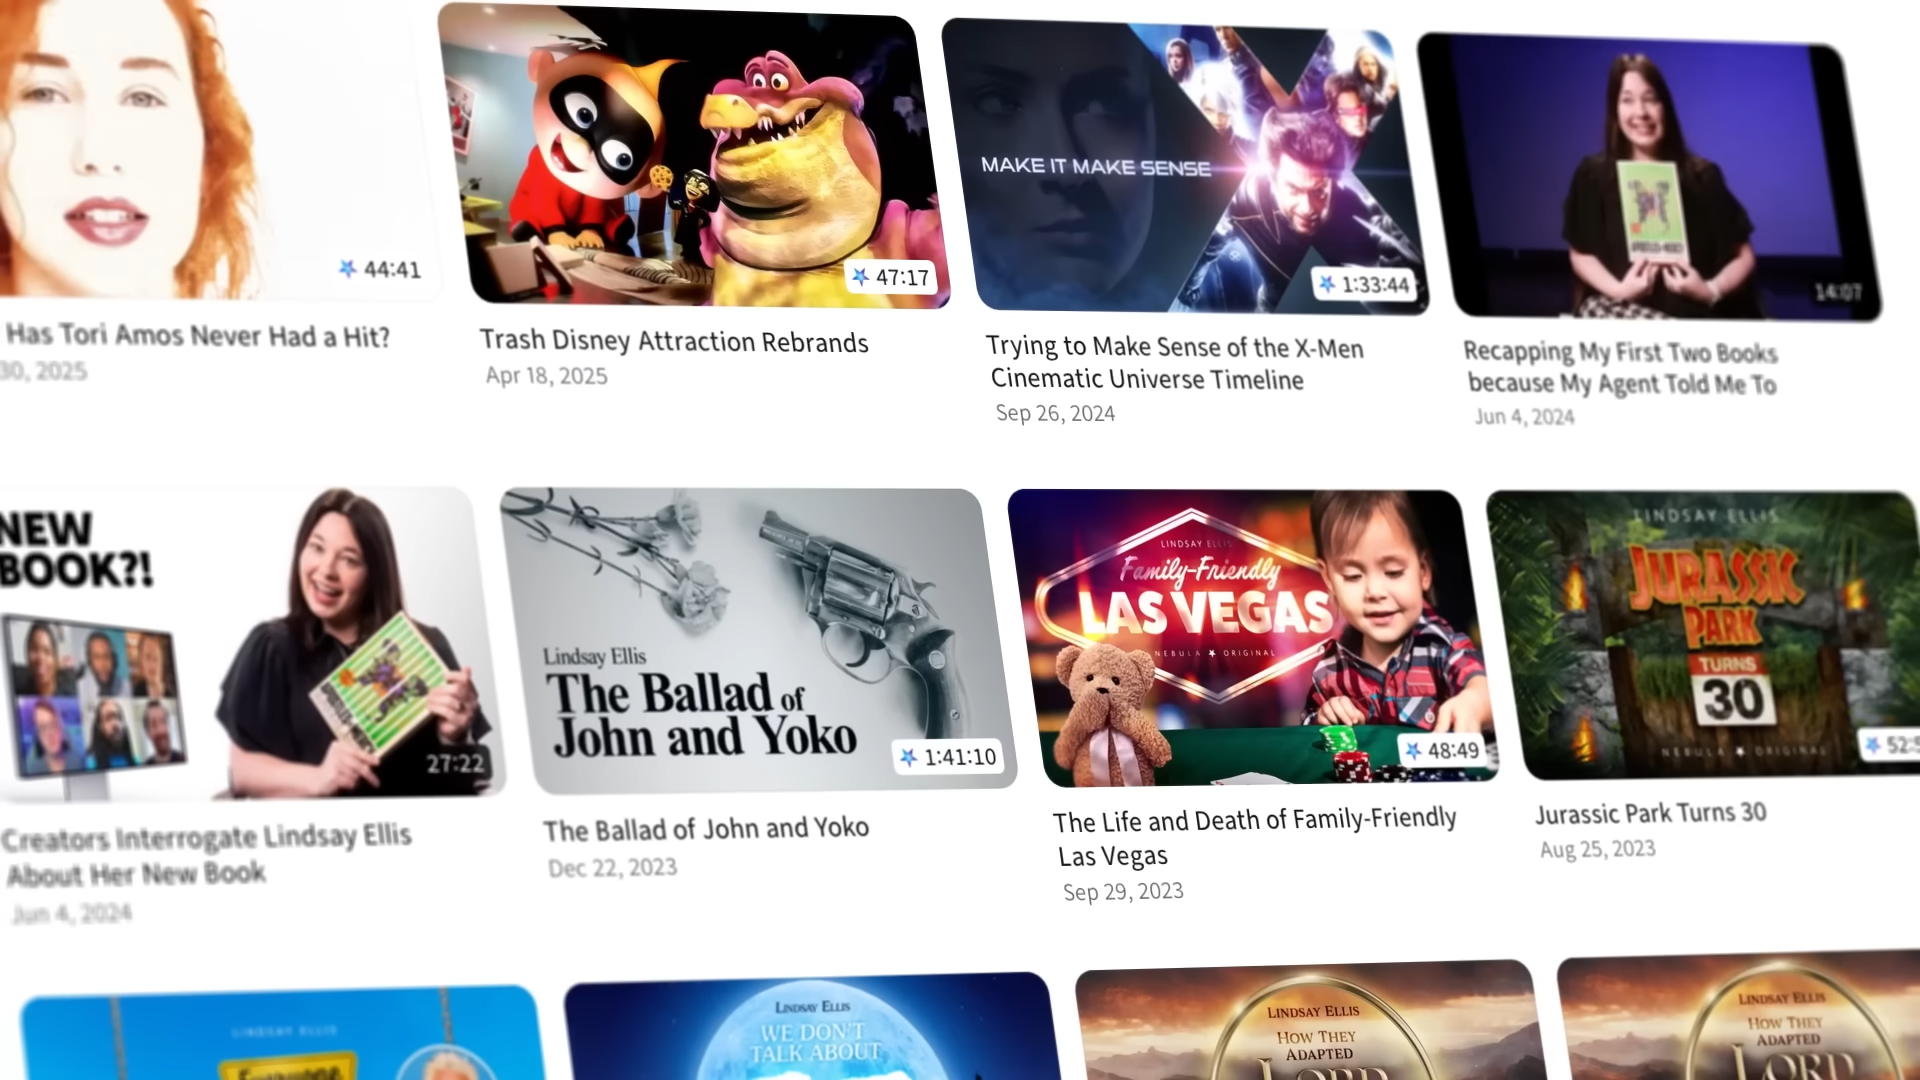 44:41
47:17
MAKE IT MAKE SENSE
1:33:44
14:07
Has Tori Amos Never Had a Hit?
30, 2025
Trash Disney Attraction Rebrands
Apr 18, 2025
Trying to Make Sense of the X-Men
Cinematic Universe Timeline
Sep 26, 2024
Recapping My First Two Books
because My Agent Told Me To
Jun 4, 2024
NEW
BOOK?!
27:22
Lindsay Ellis
The Ballad of
John and Yoko
1:41:10
LINDSAY ELLIS
Family-Friendly
LAS VEGAS
NEBULA ORIGINAL
48:49
LINDSAY ELLIS
JURASSIC
PARK
TURNS
30
NEBULA ORIGINAL
52:5
Creators Interrogate Lindsay Ellis
About Her New Book
Jun 4, 2024
The Ballad of John and Yoko
Dec 22, 2023
The Life and Death of Family-Friendly
Las Vegas
Sep 29, 2023
Jurassic Park Turns 30
Aug 25, 2023
LINDSAY ELLIS
LINDSAY ELLIS
WE DON'T
TALK ABOUT
LINDSAY ELLIS
HOW THEY
ADAPTED
LORD
LINDSAY ELLIS
HOW THEY
ADAPTED
LORD